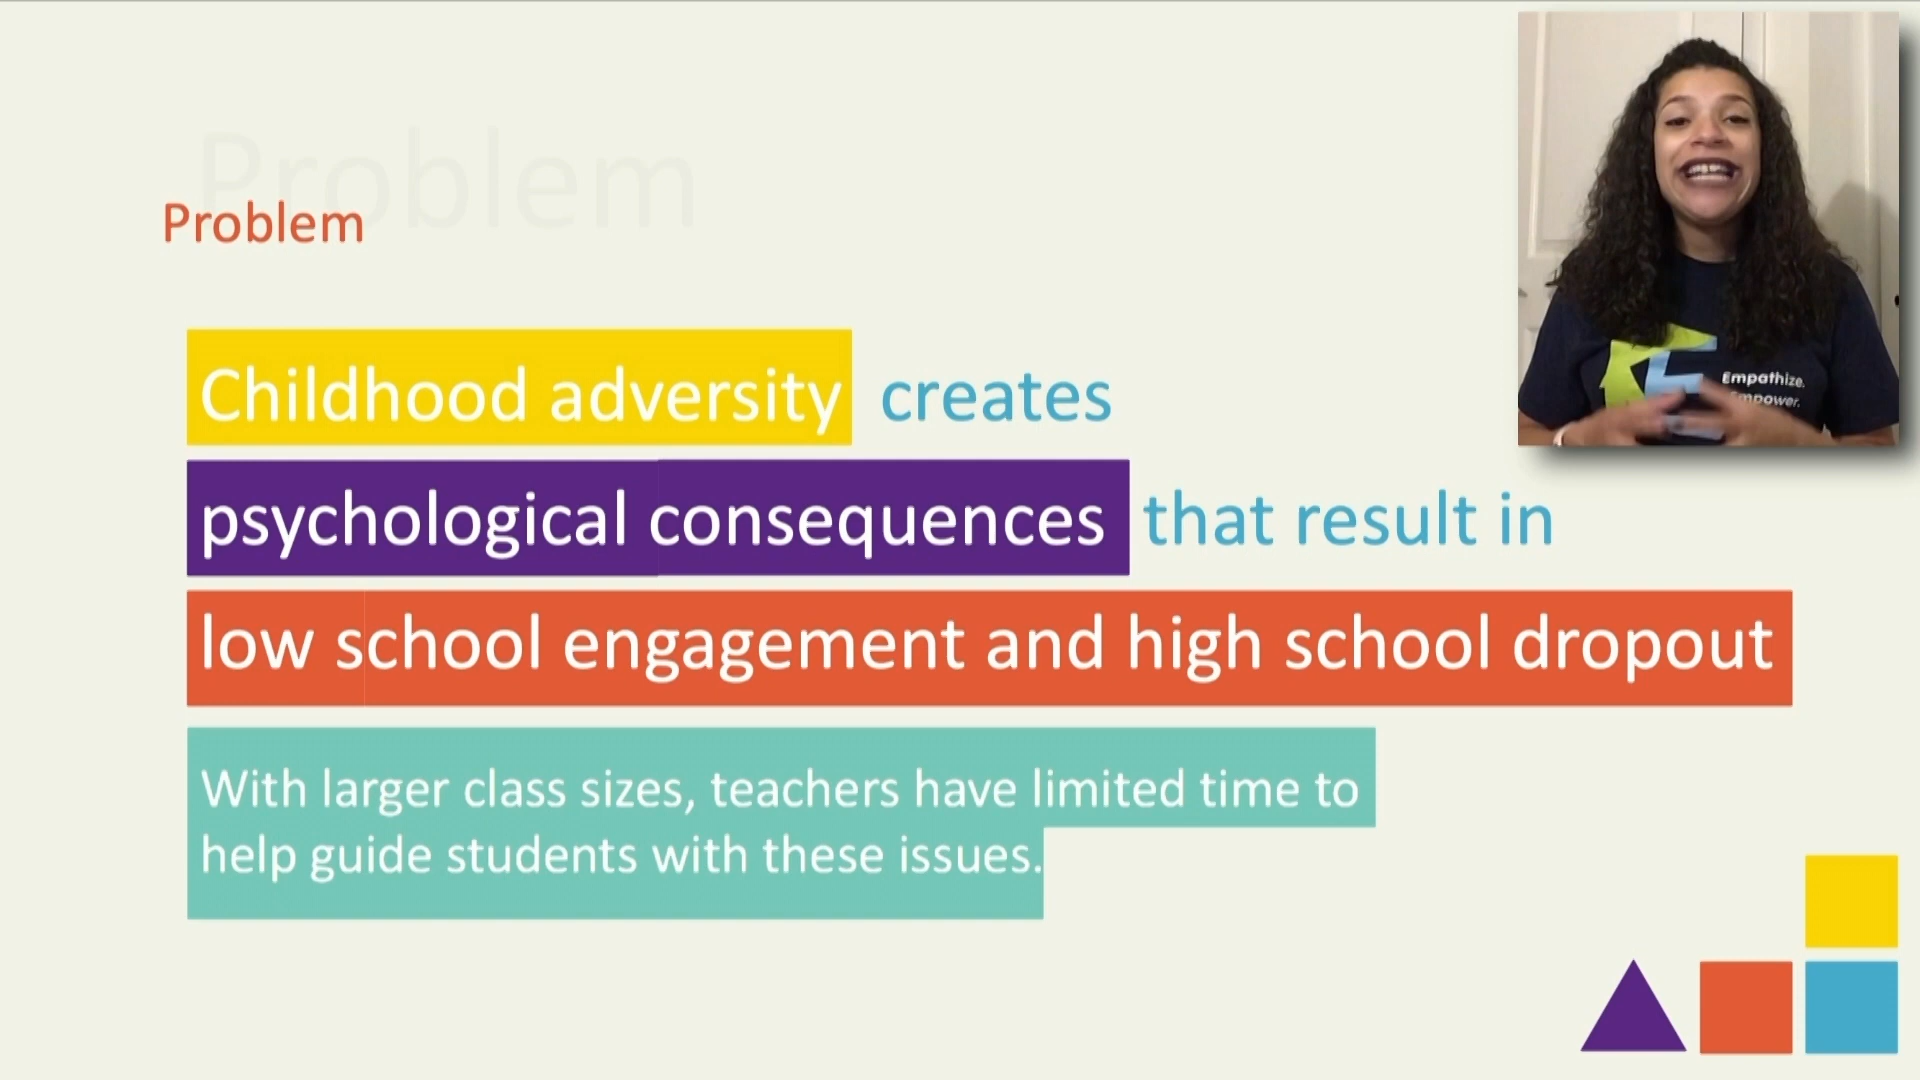 Problem
Problem
Childhood adversity creates
psychological consequences that result in
low school engagement and high school dropout
With larger class sizes, teachers have limited time to
help guide students with these issues.
Empathize.
Empower.